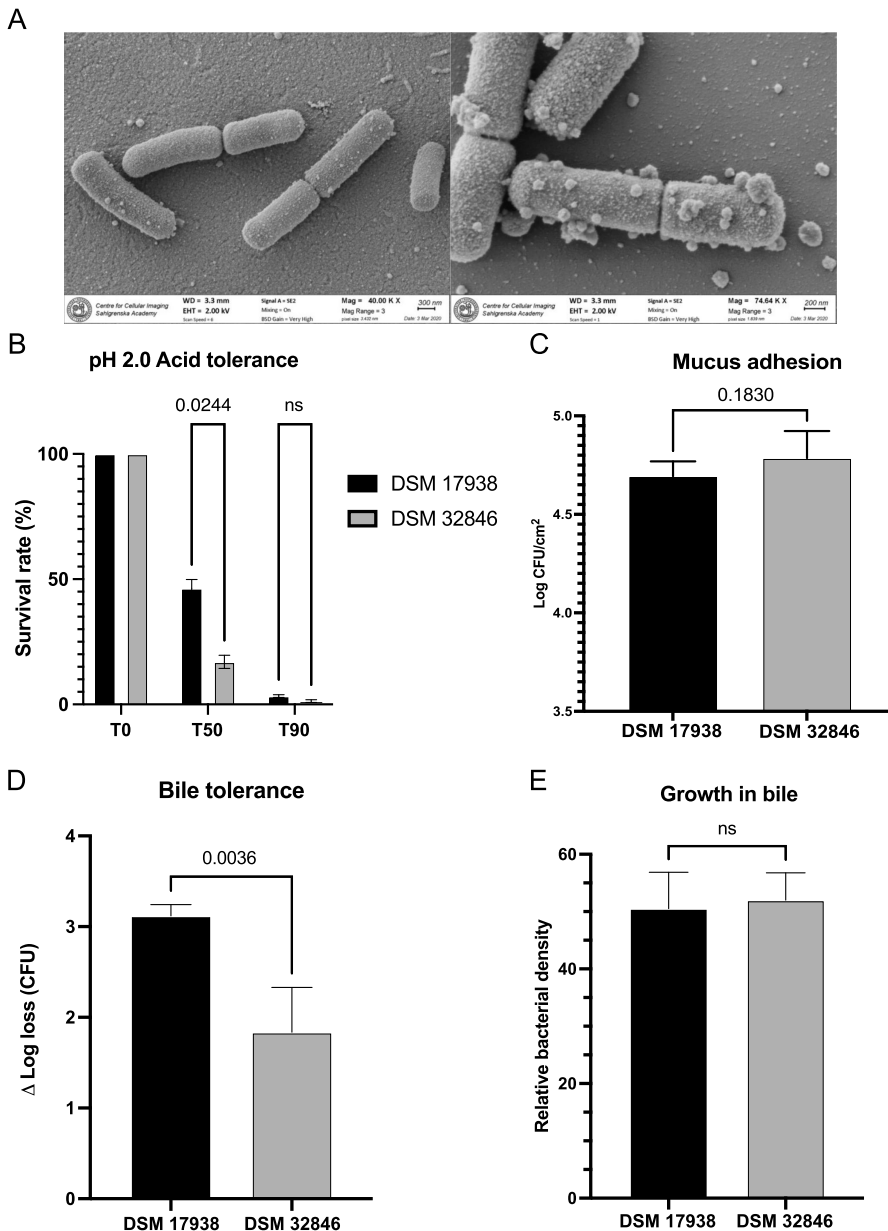 A
Centre for Cellular Imaging
Sahlgrenska Academy
WD = 3.3 mm
EHT = 2.00 kV
Scan Speed = 6
Signal A = SE2
Mixing = On
BSD Gain = Very High
Mag = 40.00 K X
Mag Range = 3
300 nm
Date: 3 Mar 2020
Centre for Cellular Imaging
Sahlgrenska Academy
WD = 3.3 mm
EHT = 2.00 kV
Scan Speed = 1
Signal A = SE2
Mixing = On
BSD Gain = Very High
Mag = 74.64 K X
Mag Range = 3
200 nm
Date: 3 Mar 2020
B
pH 2.0 Acid tolerance
0.0244
ns
100
50
0
Survival rate (%)
T0
T50
T90
DSM 17938
DSM 32846
C
Mucus adhesion
0.1830
5.0
4.5
4.0
3.5
Log CFU/cm²
DSM 17938
DSM 32846
D
Bile tolerance
0.0036
4
3
2
1
0
Δ Log loss (CFU)
DSM 17938
DSM 32846
E
Growth in bile
ns
60
40
20
0
Relative bacterial density
DSM 17938
DSM 32846